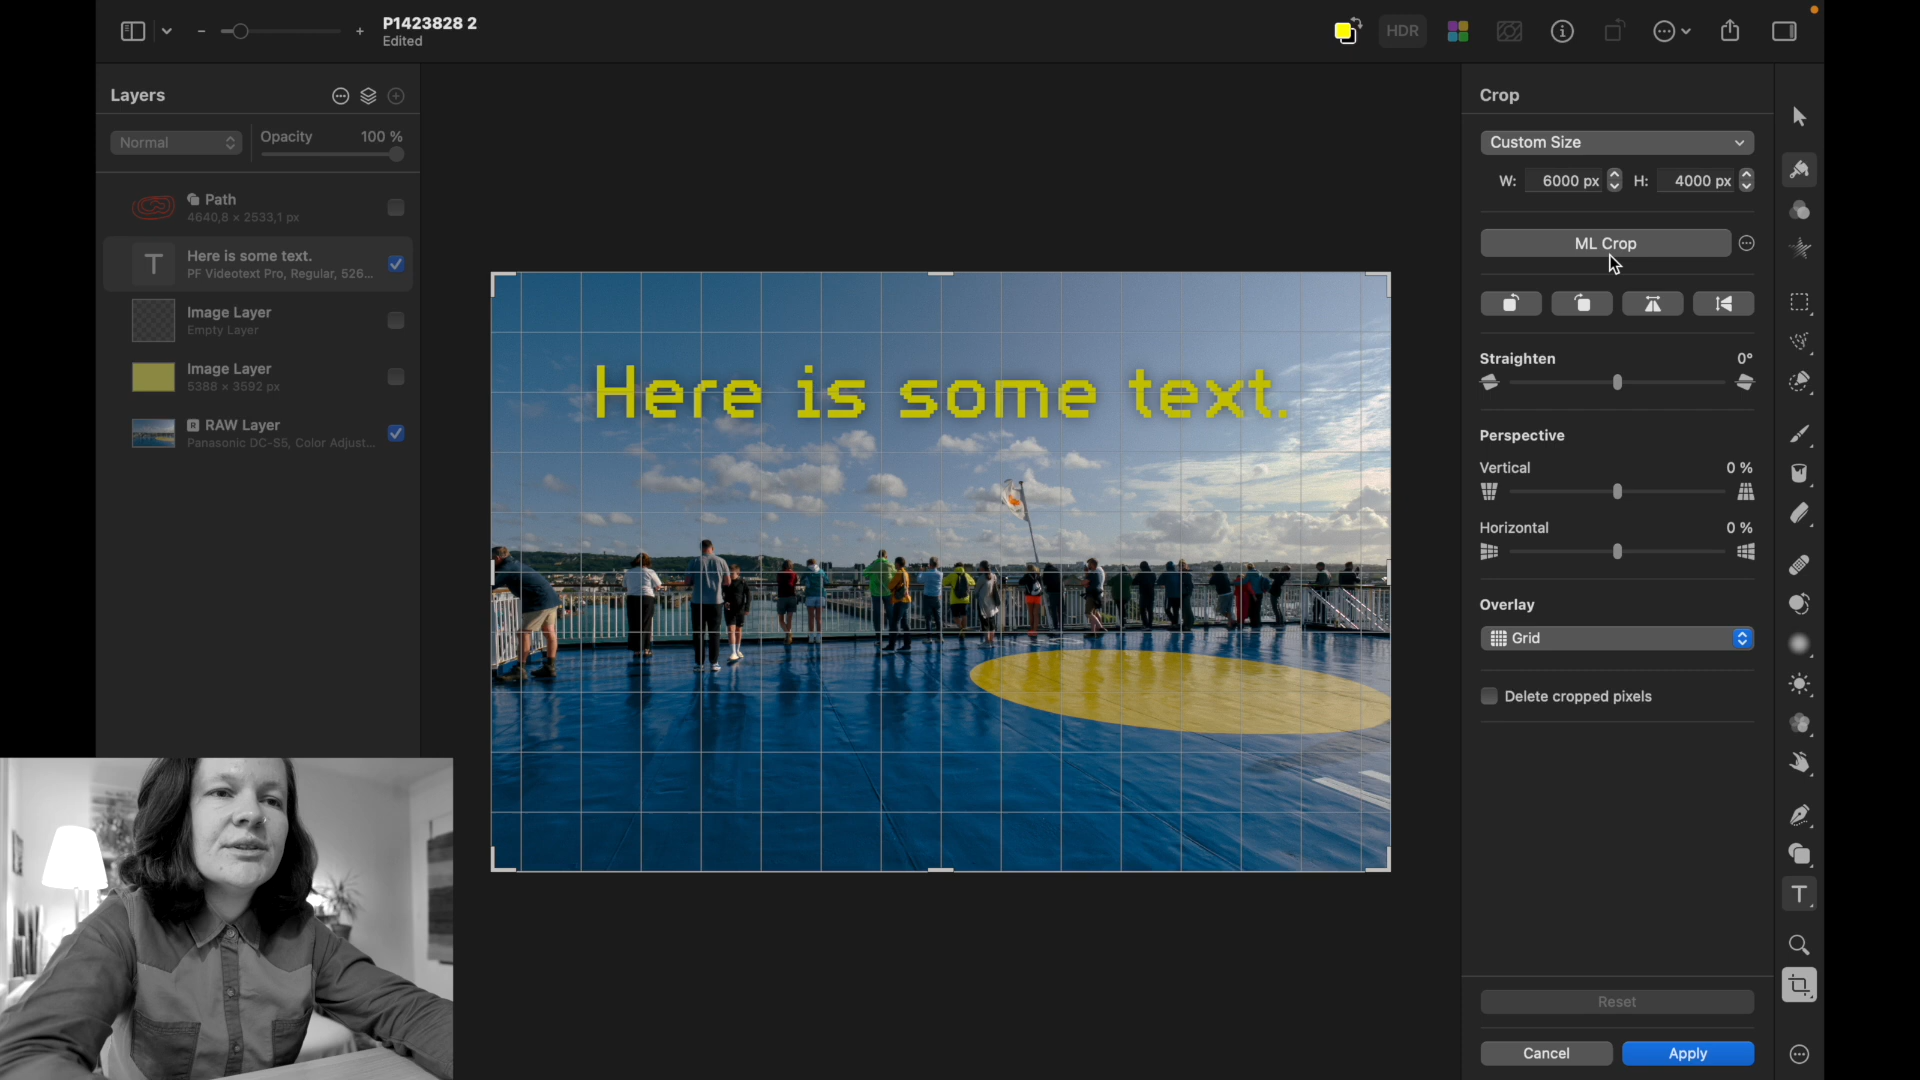 P1423828 2
Edited
HDR
Layers
Normal
Opacity 100 %
Path
4640,8 × 2533,1 px
Here is some text.
PF Videotext Pro, Regular, 526...
Image Layer
Empty Layer
Image Layer
5388 × 3592 px
RAW Layer
Panasonic DC-S5, Color Adjust...
Here is some text.
Crop
Custom Size
W: 6000 px H: 4000 px
ML Crop
Straighten 0°
Perspective
Vertical 0 %
Horizontal 0 %
Overlay
Grid
Delete cropped pixels
Reset
Cancel Apply